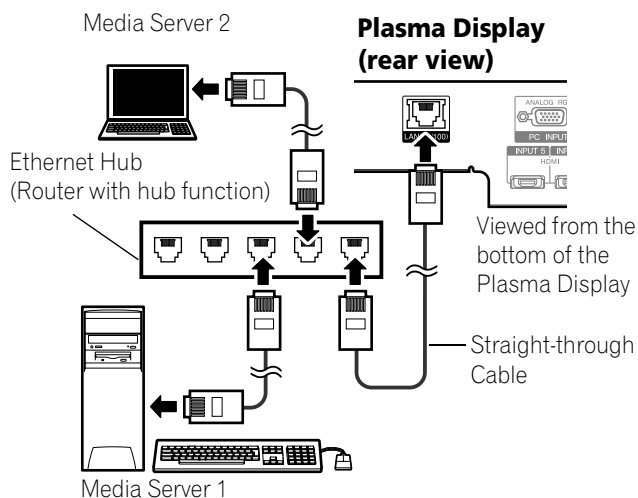 Media Server 2
Plasma Display
(rear view)
ANALOG RG
PC INPUT
INPUT 5
HDMI
Ethernet Hub
(Router with hub function)
Viewed from the
bottom of the
Plasma Display
Straight-through
Cable
Media Server 1